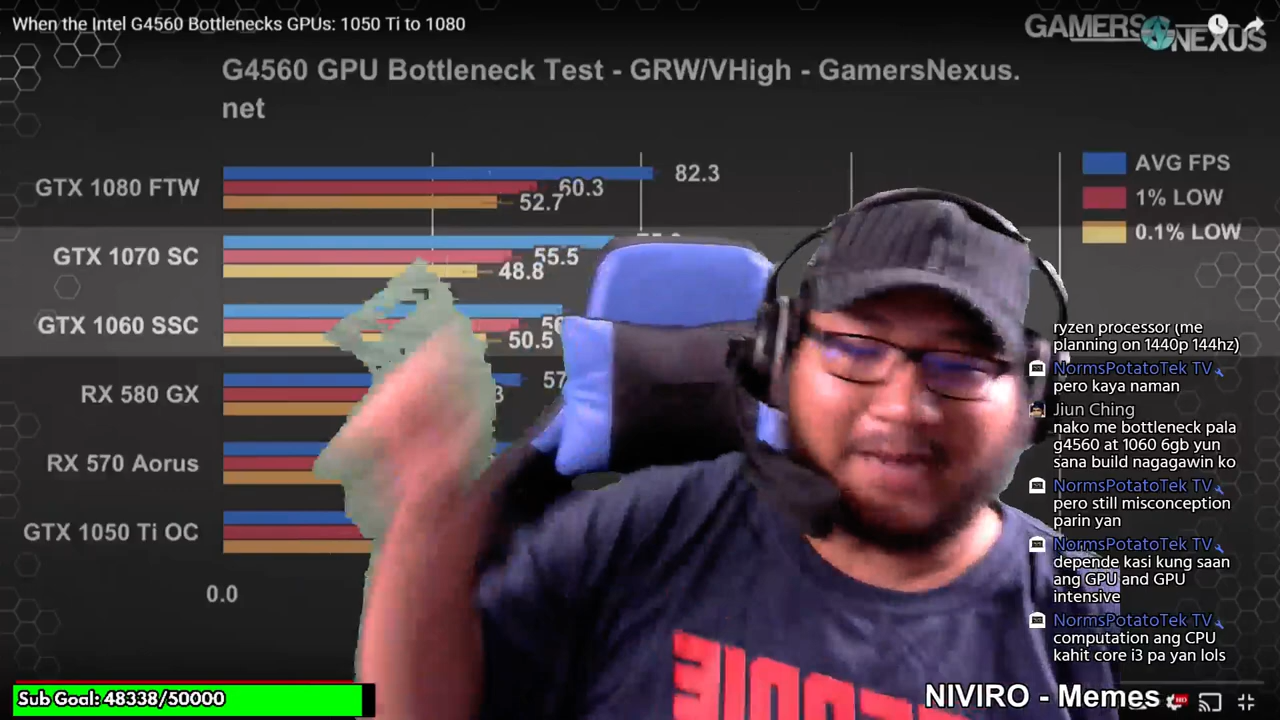 When the Intel G4560 Bottlenecks GPUs: 1050 Ti to 1080
GAMERS NEXUS
G4560 GPU Bottleneck Test - GRW/VHigh - GamersNexus.
net
AVG FPS
1% LOW
0.1% LOW
GTX 1080 FTW
82.3
60.3
52.7
GTX 1070 SC
55.5
48.8
GTX 1060 SSC
50.5
RX 580 GX
57
RX 570 Aorus
GTX 1050 Ti OC
0.0
ryzen processor (me
planning on 1440p 144hz)
NormsPotatoTek TV
pero kaya naman
Jiun Ching
nako me bottleneck pala
g4560 at 1060 6gb yun
sana build nagagawin ko
NormsPotatoTek TV
pero still misconception
parin yan
NormsPotatoTek TV
depende kasi kung saan
ang GPU and GPU
intensive
NormsPotatoTek TV
computation ang CPU
kahit core i3 pa yan lols
Sub Goal: 48338/50000
NIVIRO - Memes
HD